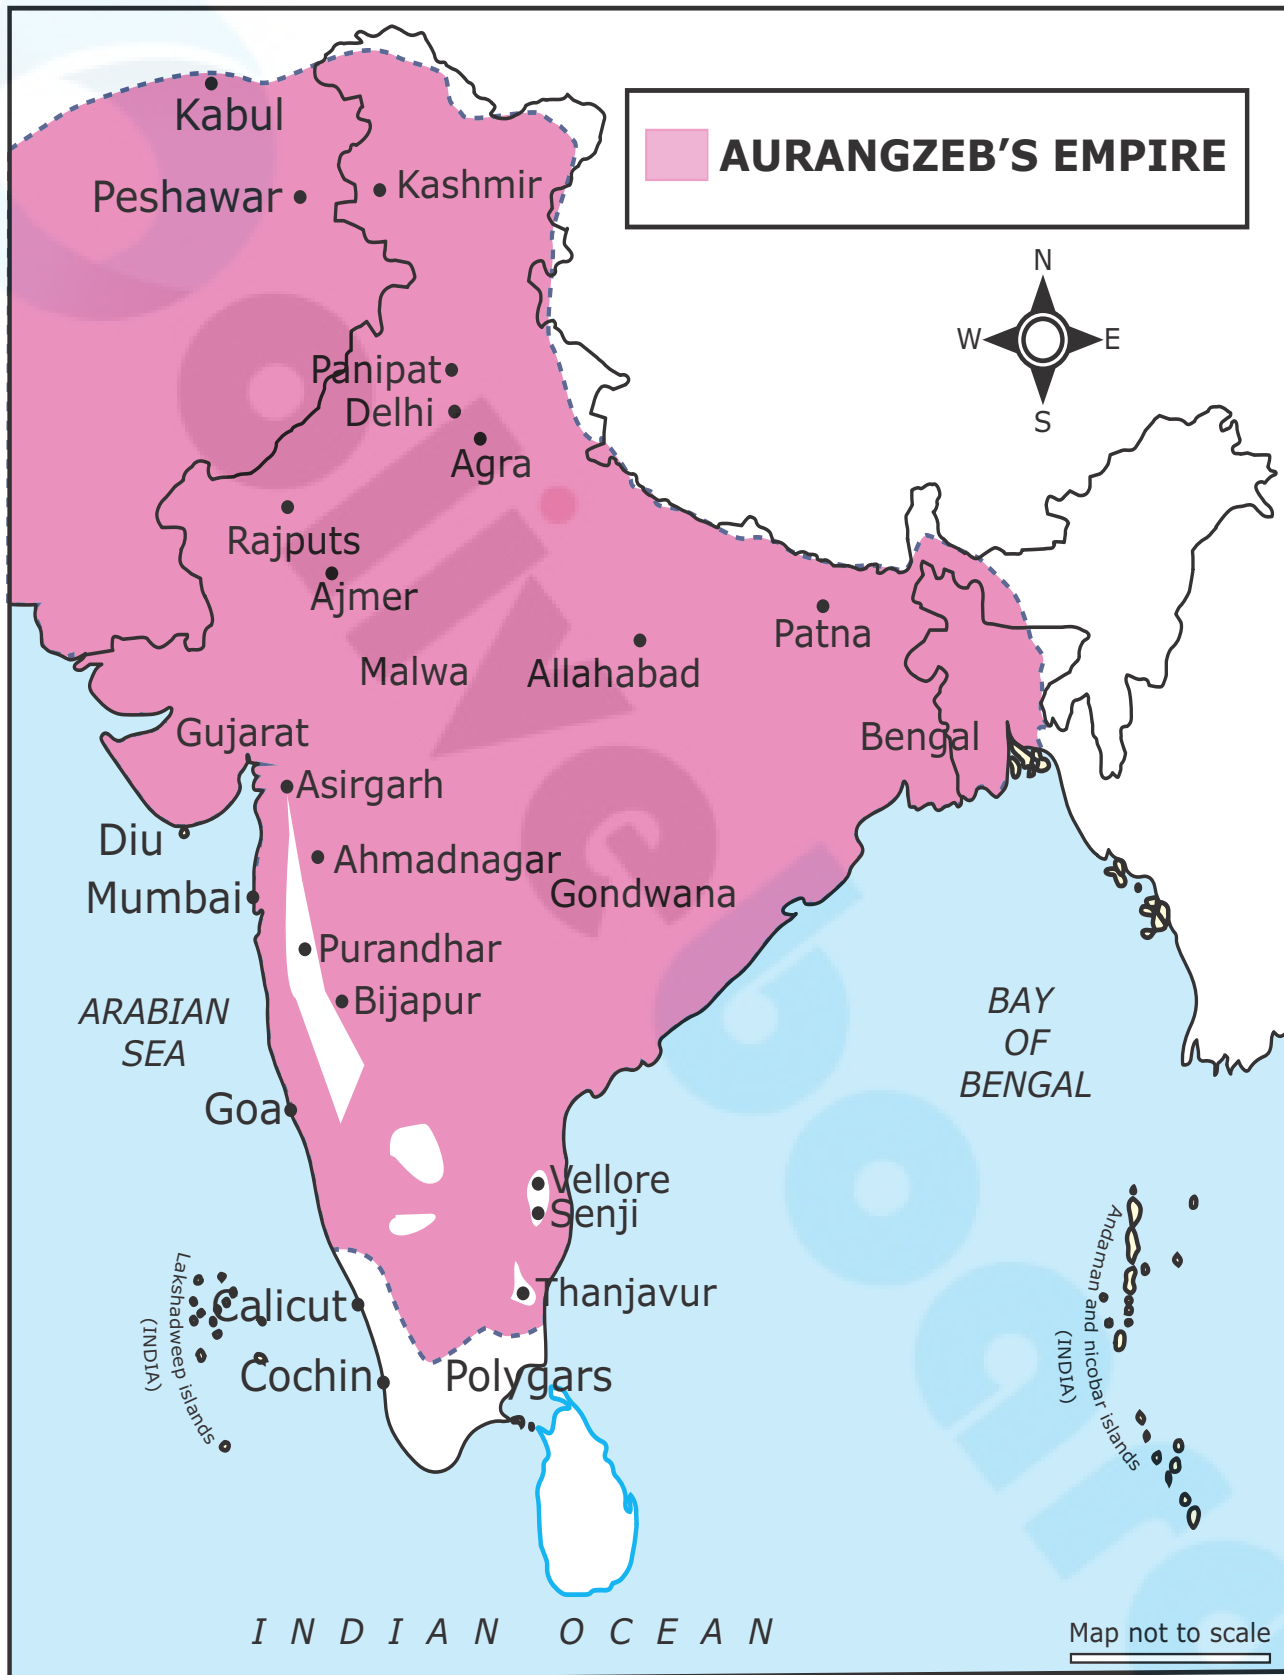 Kabul
AURANGZEB’S EMPIRE
Peshawar
Kashmir
N
W
E
S
Panipat
Delhi
Agra
Rajputs
Ajmer
Patna
Malwa
Allahabad
Gujarat
Bengal
Asirgarh
Diu
Ahmadnagar
Mumbai
Gondwana
Purandhar
Bijapur
ARABIAN
SEA
BAY
OF
BENGAL
Goa
Vellore
Senji
Thanjavur
Calicut
Cochin
Polygars
Lakshadweep islands
(INDIA)
Andaman and nicobar islands
(INDIA)
INDIAN OCEAN
Map not to scale
oliveboard